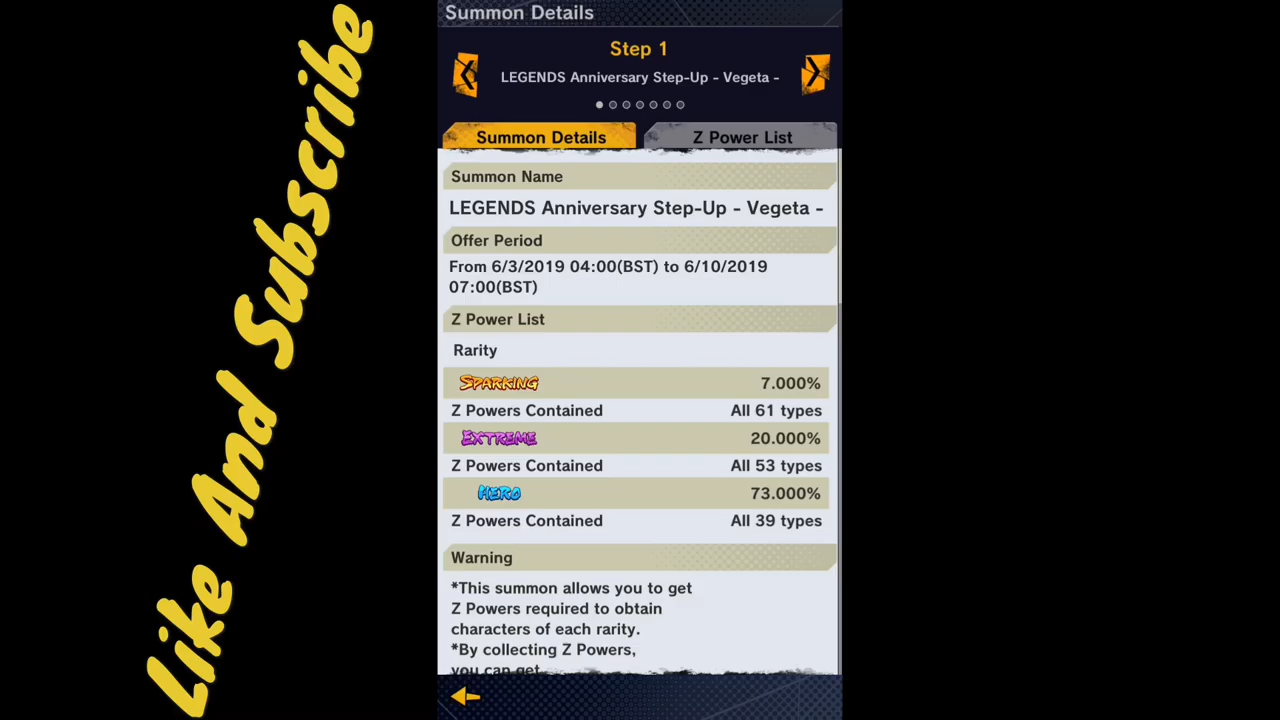 Like And Subscribe
Summon Details
Step 1
LEGENDS Anniversary Step-Up - Vegeta -
Summon Details
Z Power List
Summon Name
LEGENDS Anniversary Step-Up - Vegeta -
Offer Period
From 6/3/2019 04:00(BST) to 6/10/2019
07:00(BST)
Z Power List
Rarity
SPARKING 7.000%
Z Powers Contained All 61 types
EXTREME 20.000%
Z Powers Contained All 53 types
HERO 73.000%
Z Powers Contained All 39 types
Warning
*This summon allows you to get
Z Powers required to obtain
characters of each rarity.
*By collecting Z Powers,
you can get